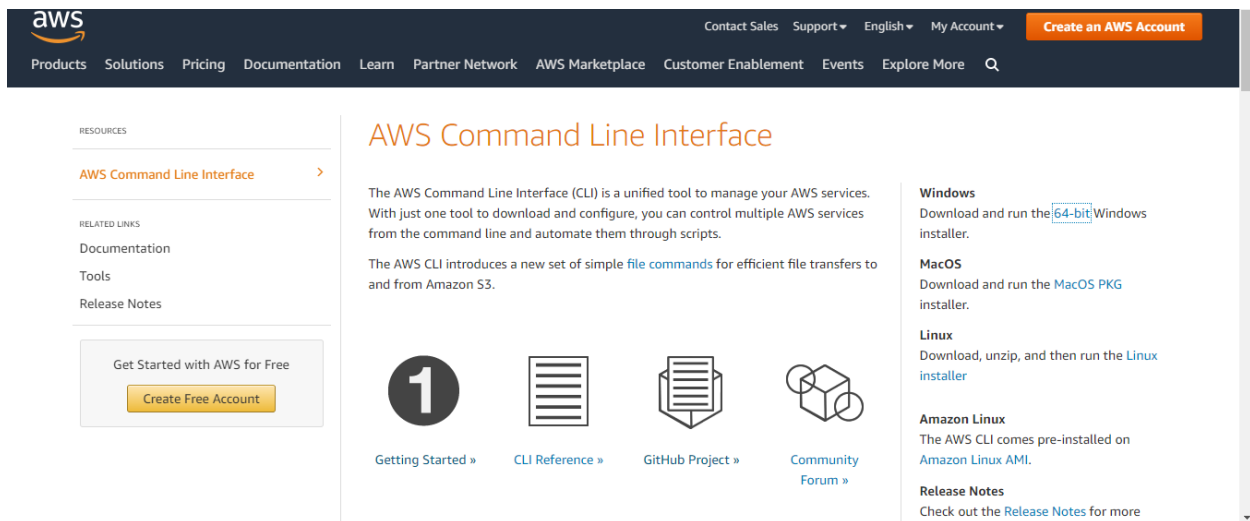 aws
Contact Sales Support English My Account Create an AWS Account
Products Solutions Pricing Documentation Learn Partner Network AWS Marketplace Customer Enablement Events Explore More
RESOURCES
AWS Command Line Interface
RELATED LINKS
Documentation
Tools
Release Notes
Get Started with AWS for Free
Create Free Account
AWS Command Line Interface
The AWS Command Line Interface (CLI) is a unified tool to manage your AWS services.
With just one tool to download and configure, you can control multiple AWS services
from the command line and automate them through scripts.
The AWS CLI introduces a new set of simple file commands for efficient file transfers to
and from Amazon S3.
1
Getting Started »
CLI Reference »
GitHub Project »
Community
Forum »
Windows
Download and run the 64-bit Windows
installer.
MacOS
Download and run the MacOS PKG
installer.
Linux
Download, unzip, and then run the Linux
installer
Amazon Linux
The AWS CLI comes pre-installed on
Amazon Linux AMI.
Release Notes
Check out the Release Notes for more